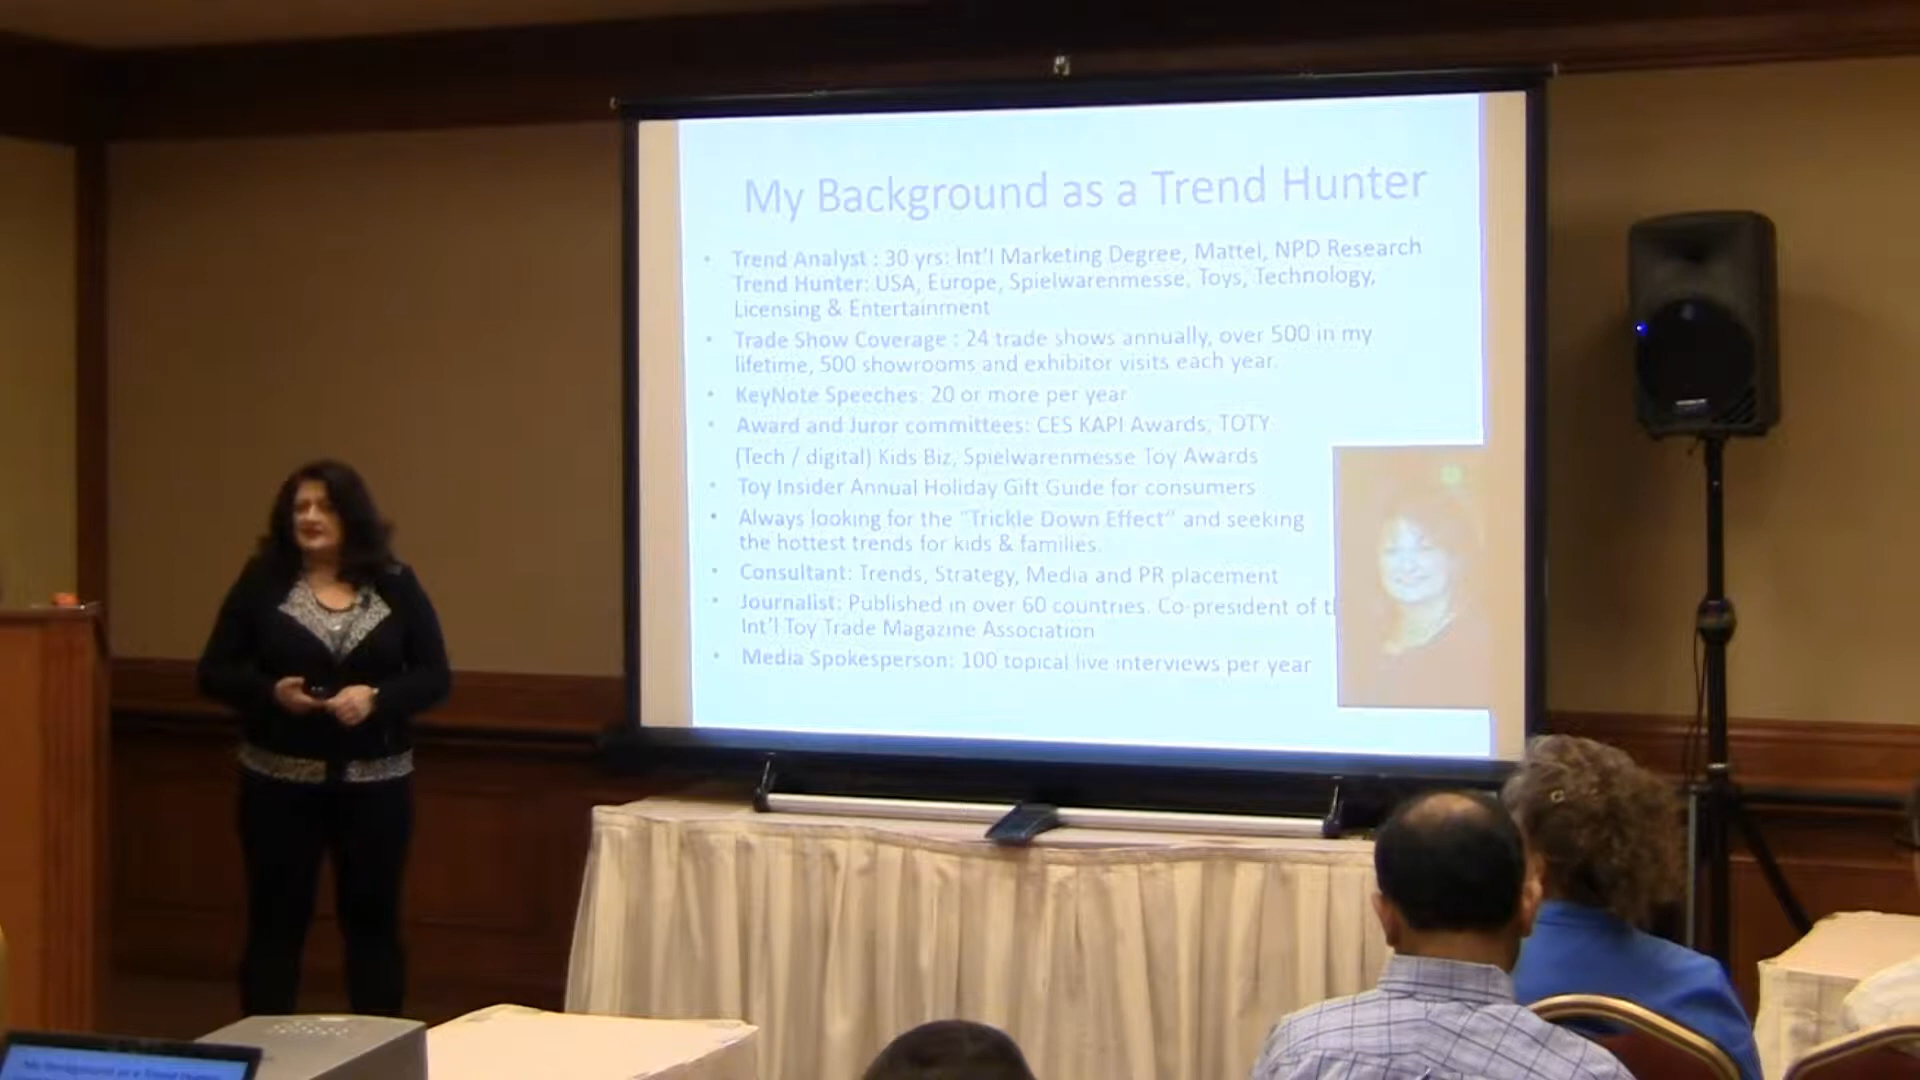 My Background as a Trend Hunter
• Trend Analyst : 30 yrs: Int'l Marketing Degree, Mattel, NPD Research
Trend Hunter: USA, Europe, Spielwarenmesse, Toys, Technology,
Licensing & Entertainment
• Trade Show Coverage : 24 trade shows annually, over 500 in my
lifetime, 500 showrooms and exhibitor visits each year.
• KeyNote Speeches: 20 or more per year
• Award and Juror committees: CES KAPI Awards, TOTY
(Tech / digital) Kids Biz, Spielwarenmesse Toy Awards
• Toy Insider Annual Holiday Gift Guide for consumers
• Always looking for the "Trickle Down Effect" and seeking
the hottest trends for kids & families.
• Consultant: Trends, Strategy, Media and PR placement
• Journalist: Published in over 60 countries. Co-president of t
Int'l Toy Trade Magazine Association
• Media Spokesperson: 100 topical live interviews per year
My Background as a Trend Hunter